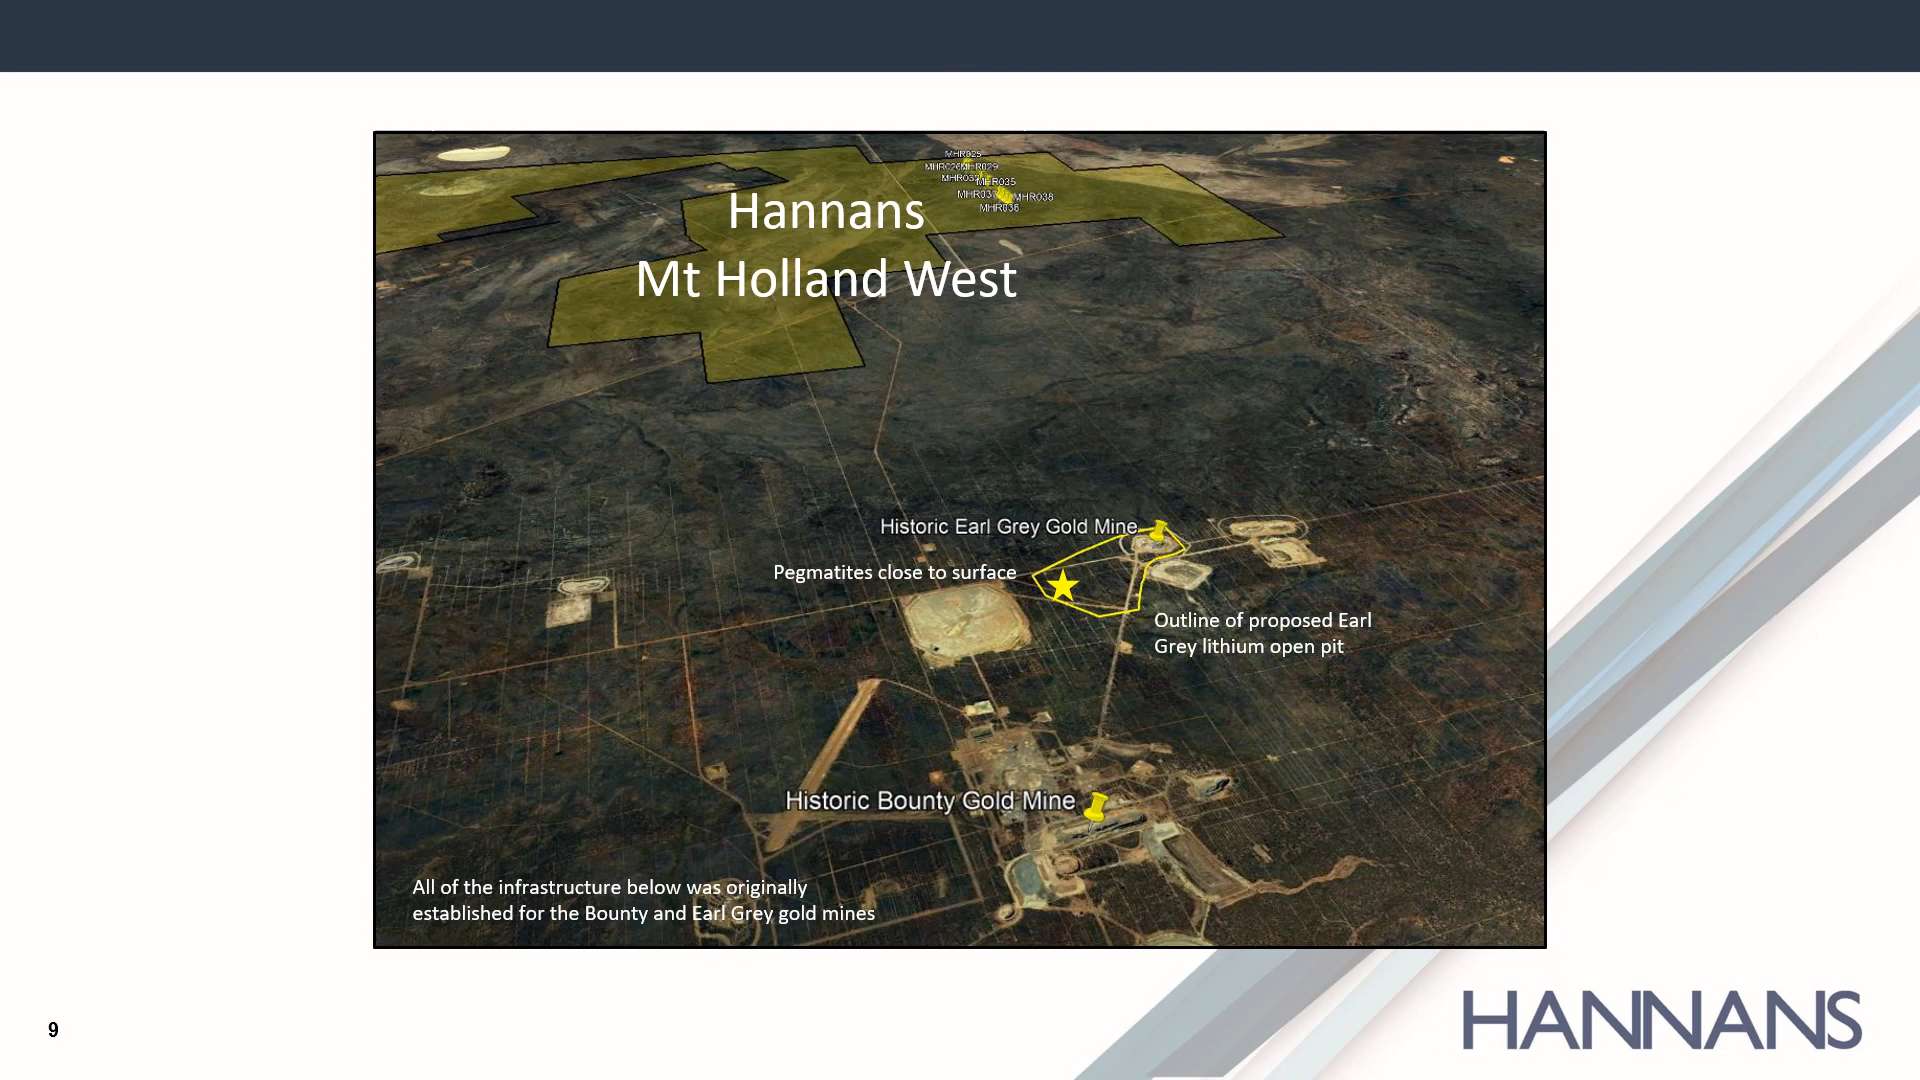 MHR025
MHR029
MHR035
MHR038
MHR036
Hannans
Mt Holland West
Historic Earl Grey Gold Mine
Pegmatites close to surface
Outline of proposed Earl
Grey lithium open pit
Historic Bounty Gold Mine
All of the infrastructure below was originally
established for the Bounty and Earl Grey gold mines
9
HANNANS